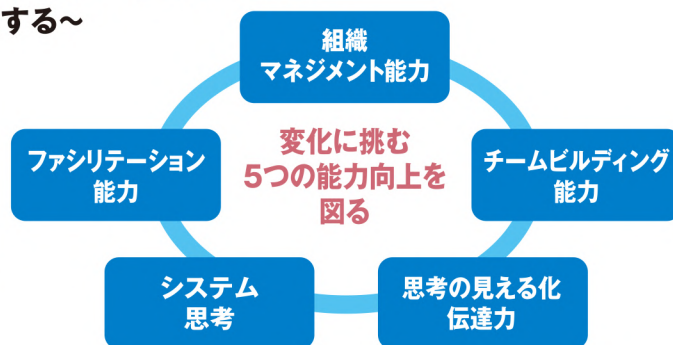 する～
組織
マネジメント能力
ファシリテーション
能力
変化に挑む
5つの能力向上を
図る
チームビルディング
能力
システム
思考
思考の見える化
伝達力